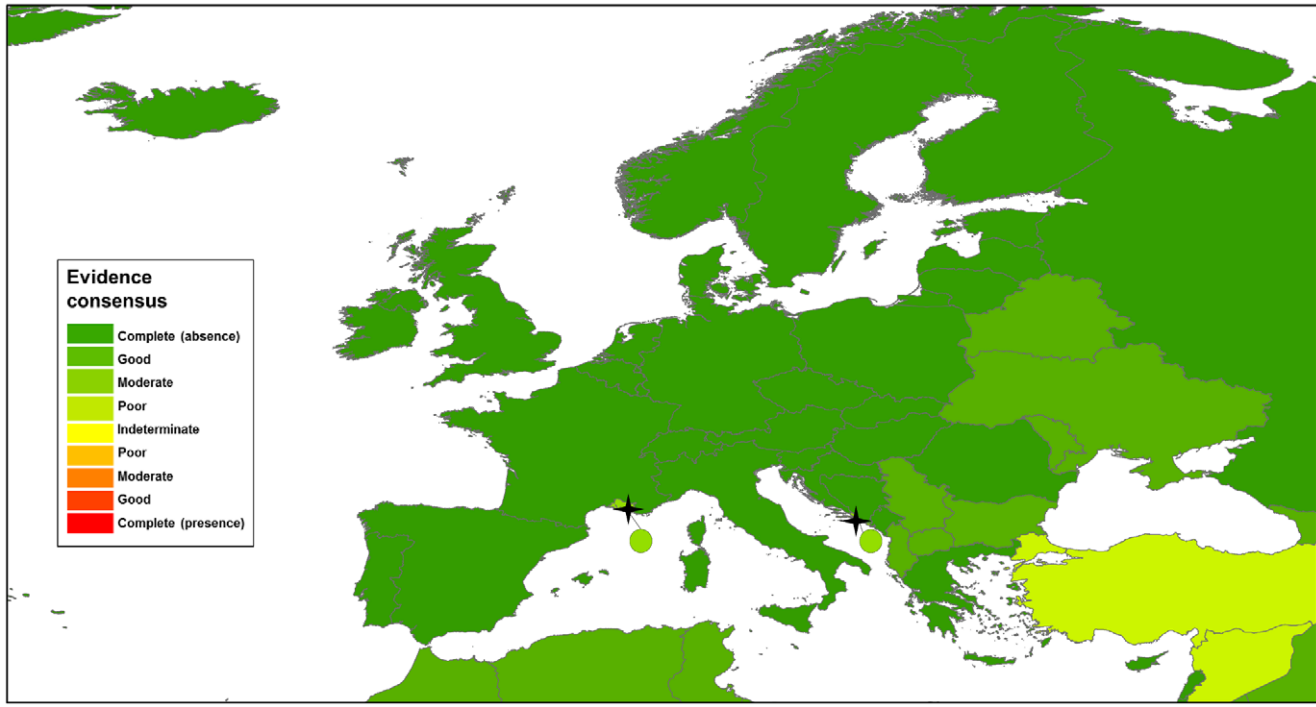 Evidence
consensus
Complete (absence)
Good
Moderate
Poor
Indeterminate
Poor
Moderate
Good
Complete (presence)